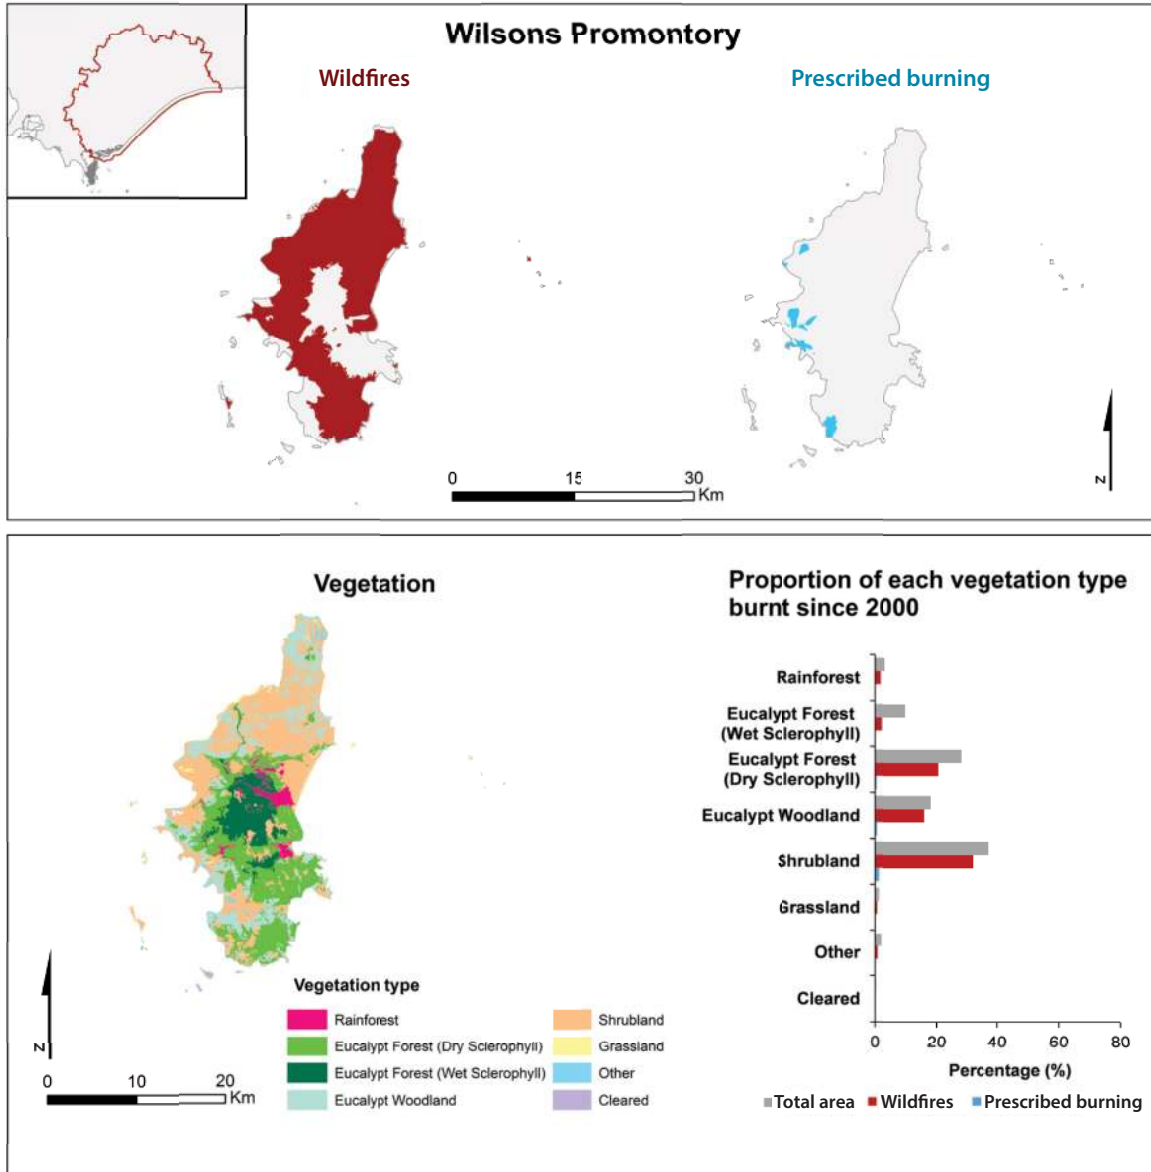 Wilsons Promontory
Wildfires
Prescribed burning
0 15 30
Km
N
Vegetation
Proportion of each vegetation type
burnt since 2000
Rainforest
Eucalypt Forest
(Wet Sclerophyll)
Eucalypt Forest
(Dry Sclerophyll)
Eucalypt Woodland
Shrubland
Grassland
Other
Cleared
0 20 40 60 80
Percentage (%)
Total area Wildfires Prescribed burning
Vegetation type
Rainforest
Eucalypt Forest (Dry Sclerophyll)
Eucalypt Forest (Wet Sclerophyll)
Eucalypt Woodland
Shrubland
Grassland
Other
Cleared
N
0 10 20
Km